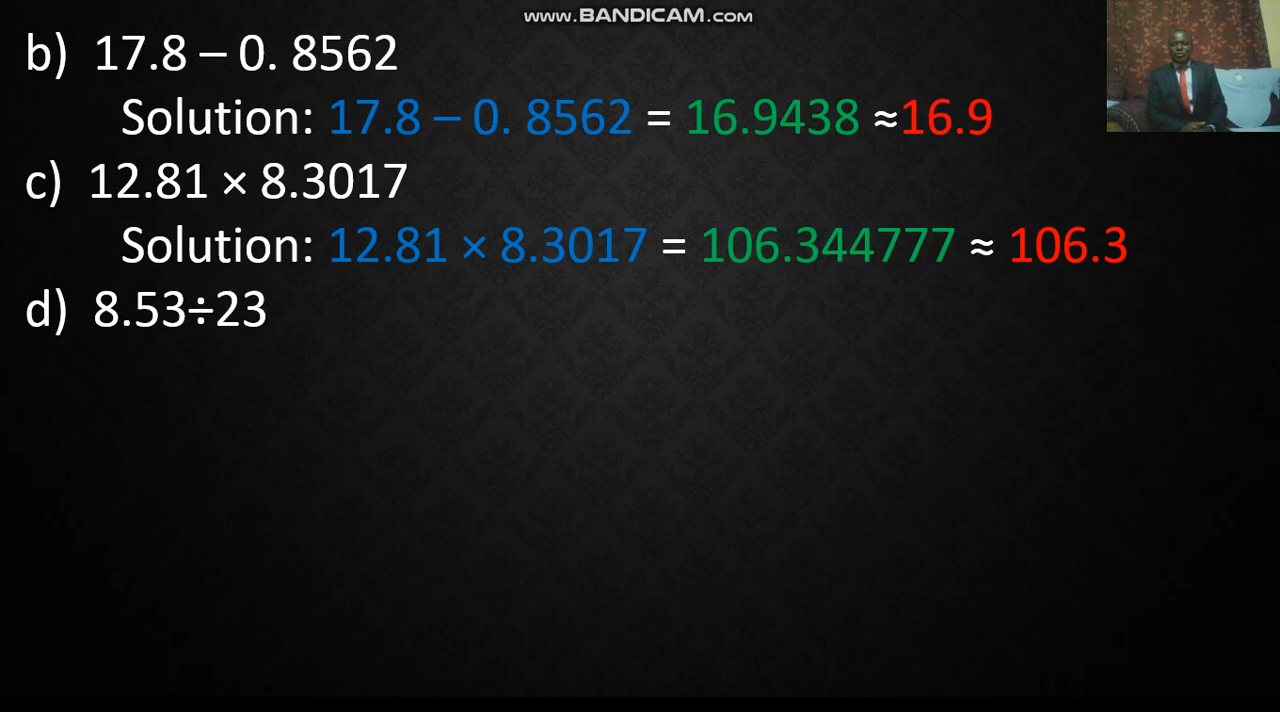 www.BANDICAM.com
b) 17.8 – 0. 8562
Solution: 17.8 – 0. 8562 = 16.9438 ≈16.9
c) 12.81 × 8.3017
Solution: 12.81 × 8.3017 = 106.344777 ≈ 106.3
d) 8.53÷23